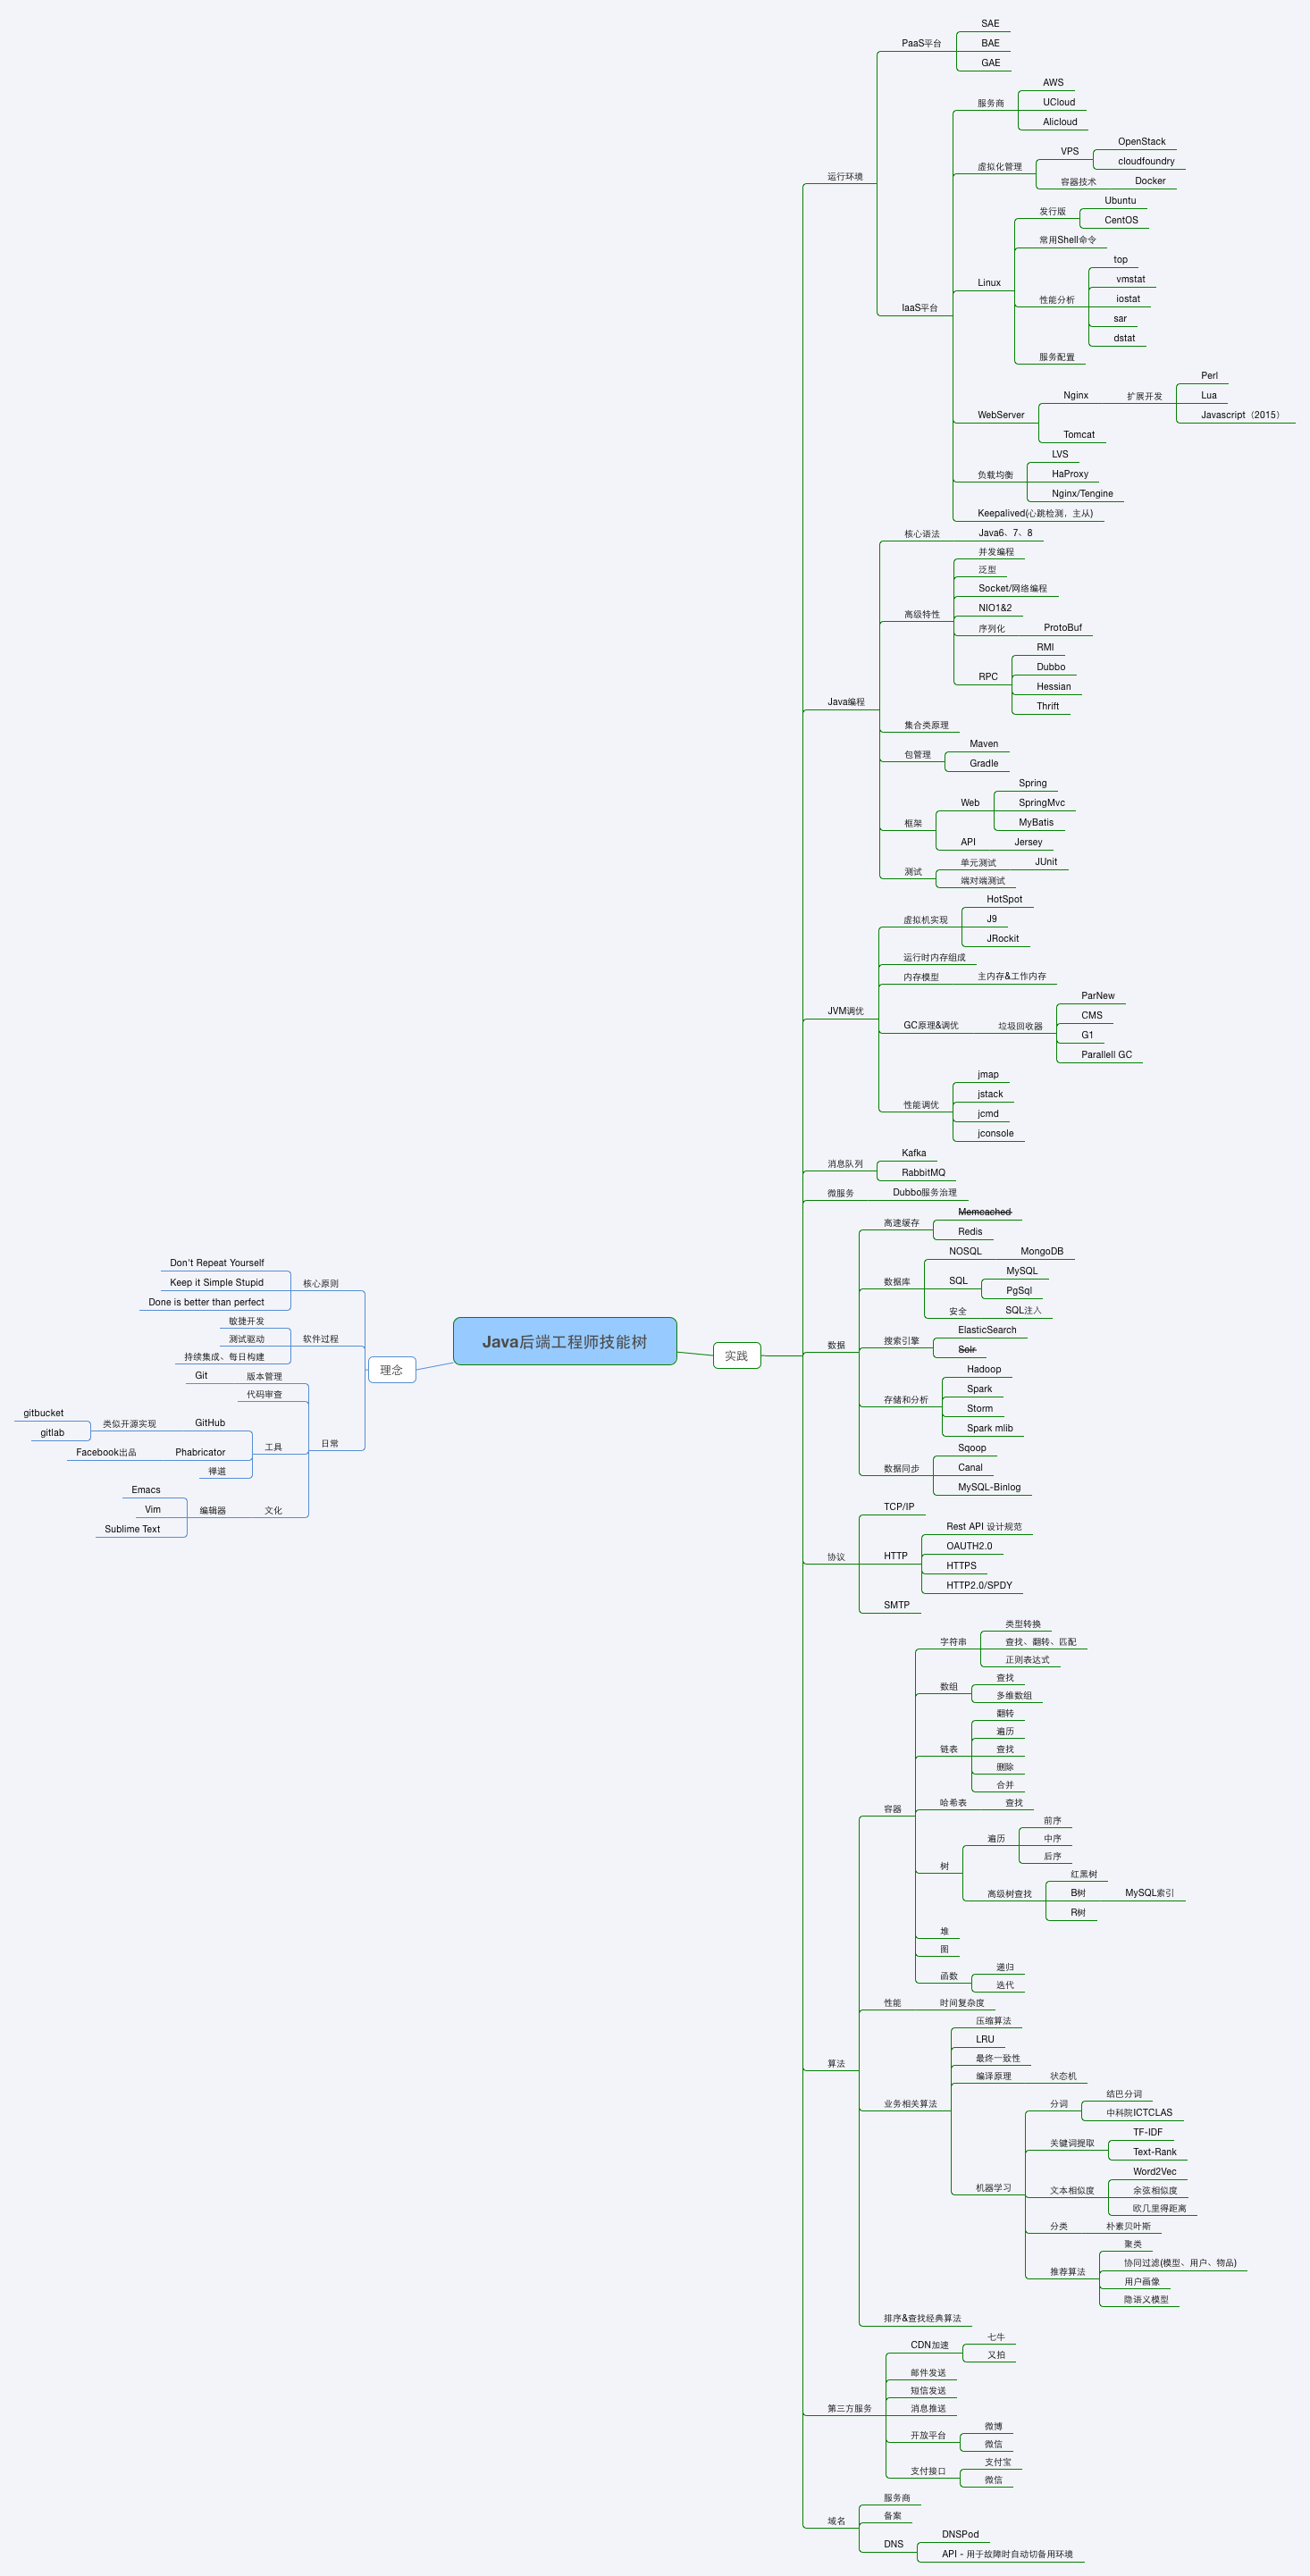 Java后端工程师技能树
理念
核心原则
Don't Repeat Yourself
Keep it Simple Stupid
Done is better than perfect
软件过程
敏捷开发
测试驱动
持续集成、每日构建
日常
版本管理
Git
代码审查
工具
GitHub
类似开源实现
gitbucket
gitlab
Phabricator
Facebook出品
禅道
文化
编辑器
Emacs
Vim
Sublime Text
实践
运行环境
PaaS平台
SAE
BAE
GAE
IaaS平台
服务商
AWS
UCloud
Alicloud
虚拟化管理
VPS
OpenStack
cloudfoundry
容器技术
Docker
Linux
发行版
Ubuntu
CentOS
常用Shell命令
性能分析
top
vmstat
iostat
sar
dstat
服务配置
WebServer
Nginx
扩展开发
Perl
Lua
Javascript（2015）
Tomcat
负载均衡
LVS
HaProxy
Nginx/Tengine
Keepalived(心跳检测，主从)
Java编程
核心语法
Java6、7、8
高级特性
并发编程
泛型
Socket/网络编程
NIO1&2
序列化
ProtoBuf
RPC
RMI
Dubbo
Hessian
Thrift
集合类原理
包管理
Maven
Gradle
框架
Web
Spring
SpringMvc
MyBatis
API
Jersey
测试
单元测试
JUnit
端对端测试
JVM调优
虚拟机实现
HotSpot
J9
JRockit
运行时内存组成
内存模型
主内存&工作内存
GC原理&调优
垃圾回收器
ParNew
CMS
G1
Parallell GC
性能调优
jmap
jstack
jcmd
jconsole
消息队列
Kafka
RabbitMQ
微服务
Dubbo服务治理
数据
高速缓存
Memcached
Redis
数据库
NOSQL
MongoDB
SQL
MySQL
PgSql
安全
SQL注入
搜索引擎
ElasticSearch
Solr
存储和分析
Hadoop
Spark
Storm
Spark mlib
数据同步
Sqoop
Canal
MySQL-Binlog
协议
TCP/IP
HTTP
Rest API 设计规范
OAUTH2.0
HTTPS
HTTP2.0/SPDY
SMTP
算法
容器
字符串
类型转换
查找、翻转、匹配
正则表达式
数组
查找
多维数组
链表
翻转
遍历
查找
删除
合并
哈希表
查找
树
遍历
前序
中序
后序
高级树查找
红黑树
B树
MySQL索引
R树
堆
图
函数
递归
迭代
性能
时间复杂度
业务相关算法
压缩算法
LRU
最终一致性
编译原理
状态机
机器学习
分词
结巴分词
中科院ICTCLAS
关键词提取
TF-IDF
Text-Rank
文本相似度
Word2Vec
余弦相似度
欧几里得距离
分类
朴素贝叶斯
推荐算法
聚类
协同过滤(模型、用户、物品)
用户画像
隐语义模型
排序&查找经典算法
第三方服务
CDN加速
七牛
又拍
邮件发送
短信发送
消息推送
开放平台
微博
微信
支付接口
支付宝
微信
域名
服务商
备案
DNS
DNSPod
API - 用于故障时自动切备用环境